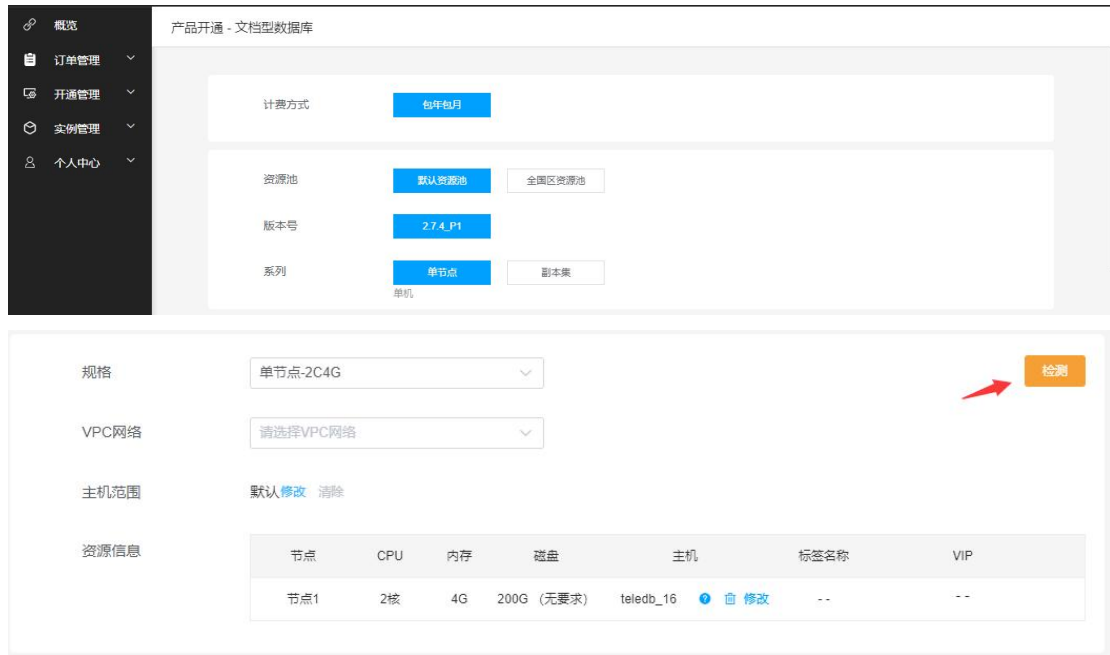 概览
产品开通 - 文档型数据库
订单管理
开通管理
计费方式 包年包月
实例管理
个人中心
资源池 默认资源池 全国区资源池
版本号 2.7.4_P1
系列 单节点 副本集
单机
规格 单节点-2C4G 检测
VPC网络 请选择VPC网络
主机范围 默认修改 清除
资源信息
节点 CPU 内存 磁盘 主机 标签名称 VIP
节点1 2核 4G 200G (无要求) teledb_16 ? 修改 -- --